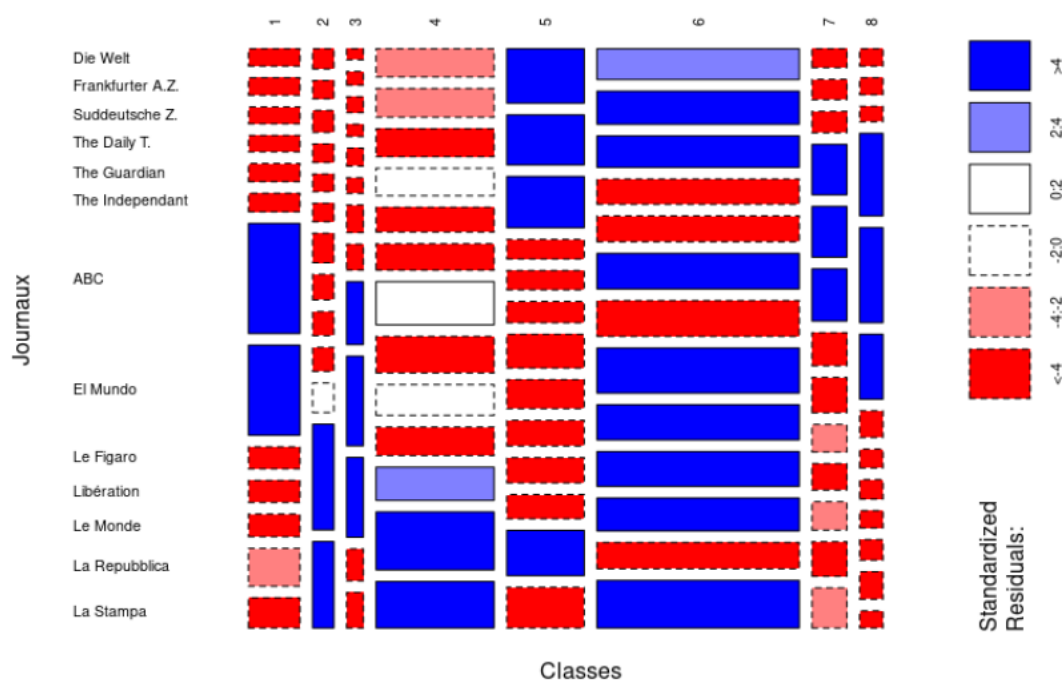 1 2 3 4 5 6 7 8
Die Welt
Frankfurter A.Z.
Suddeutsche Z.
The Daily T.
The Guardian
The Independant
ABC
El Mundo
Le Figaro
Libération
Le Monde
La Repubblica
La Stampa
Journaux
Classes
>4
2:4
0:2
-2:0
-4:-2
<-4
Standardized
Residuals: